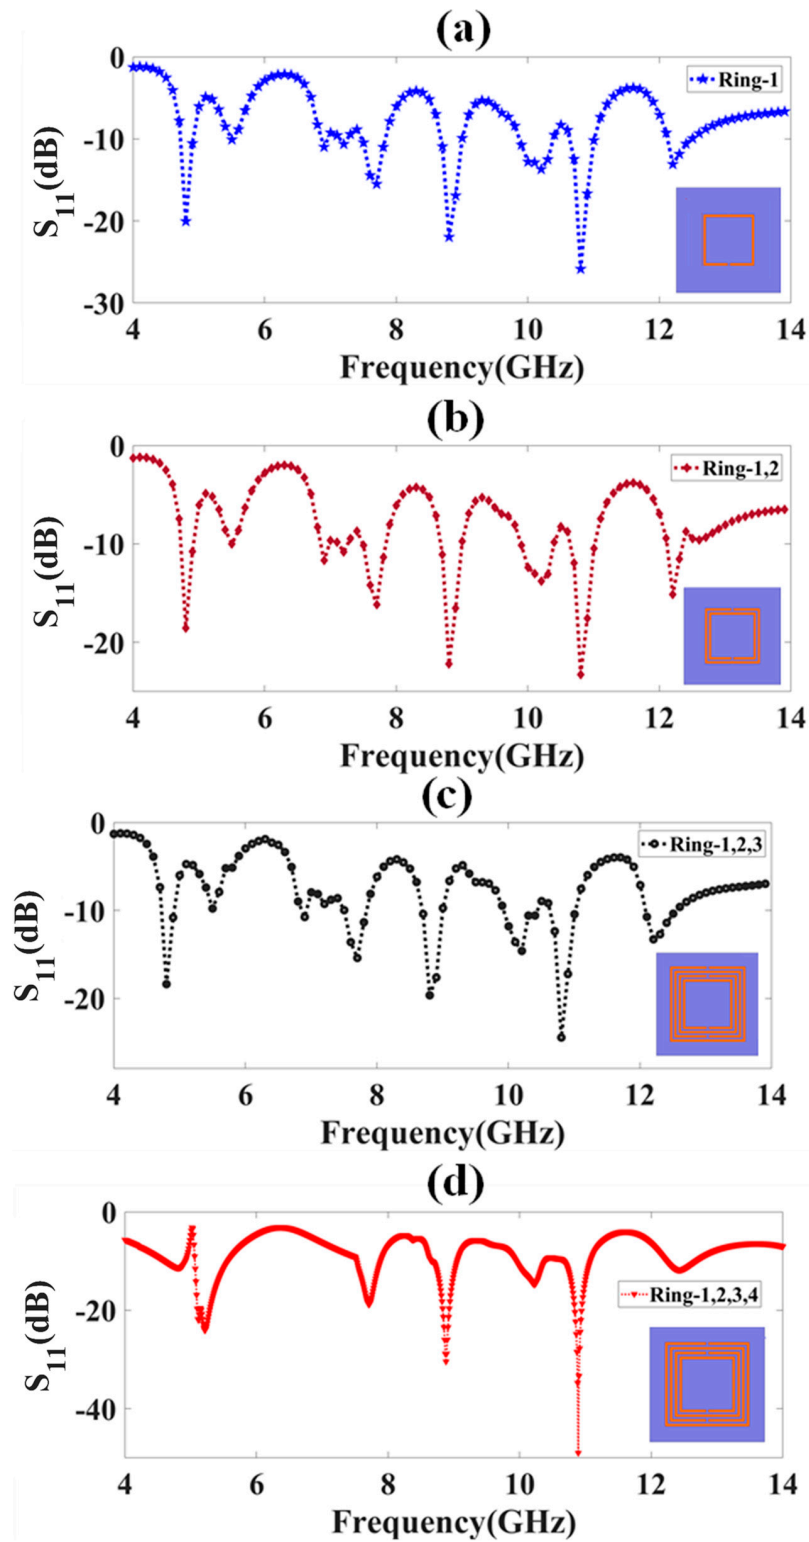 (a)
0
-10
-20
-30
S11(dB)
Ring-1
4 6 8 10 12 14
Frequency(GHz)
(b)
0
-10
-20
S11(dB)
Ring-1,2
4 6 8 10 12 14
Frequency(GHz)
(c)
0
-10
-20
S11(dB)
Ring-1,2,3
4 6 8 10 12 14
Frequency(GHz)
(d)
0
-20
-40
S11(dB)
Ring-1,2,3,4
4 6 8 10 12 14
Frequency(GHz)